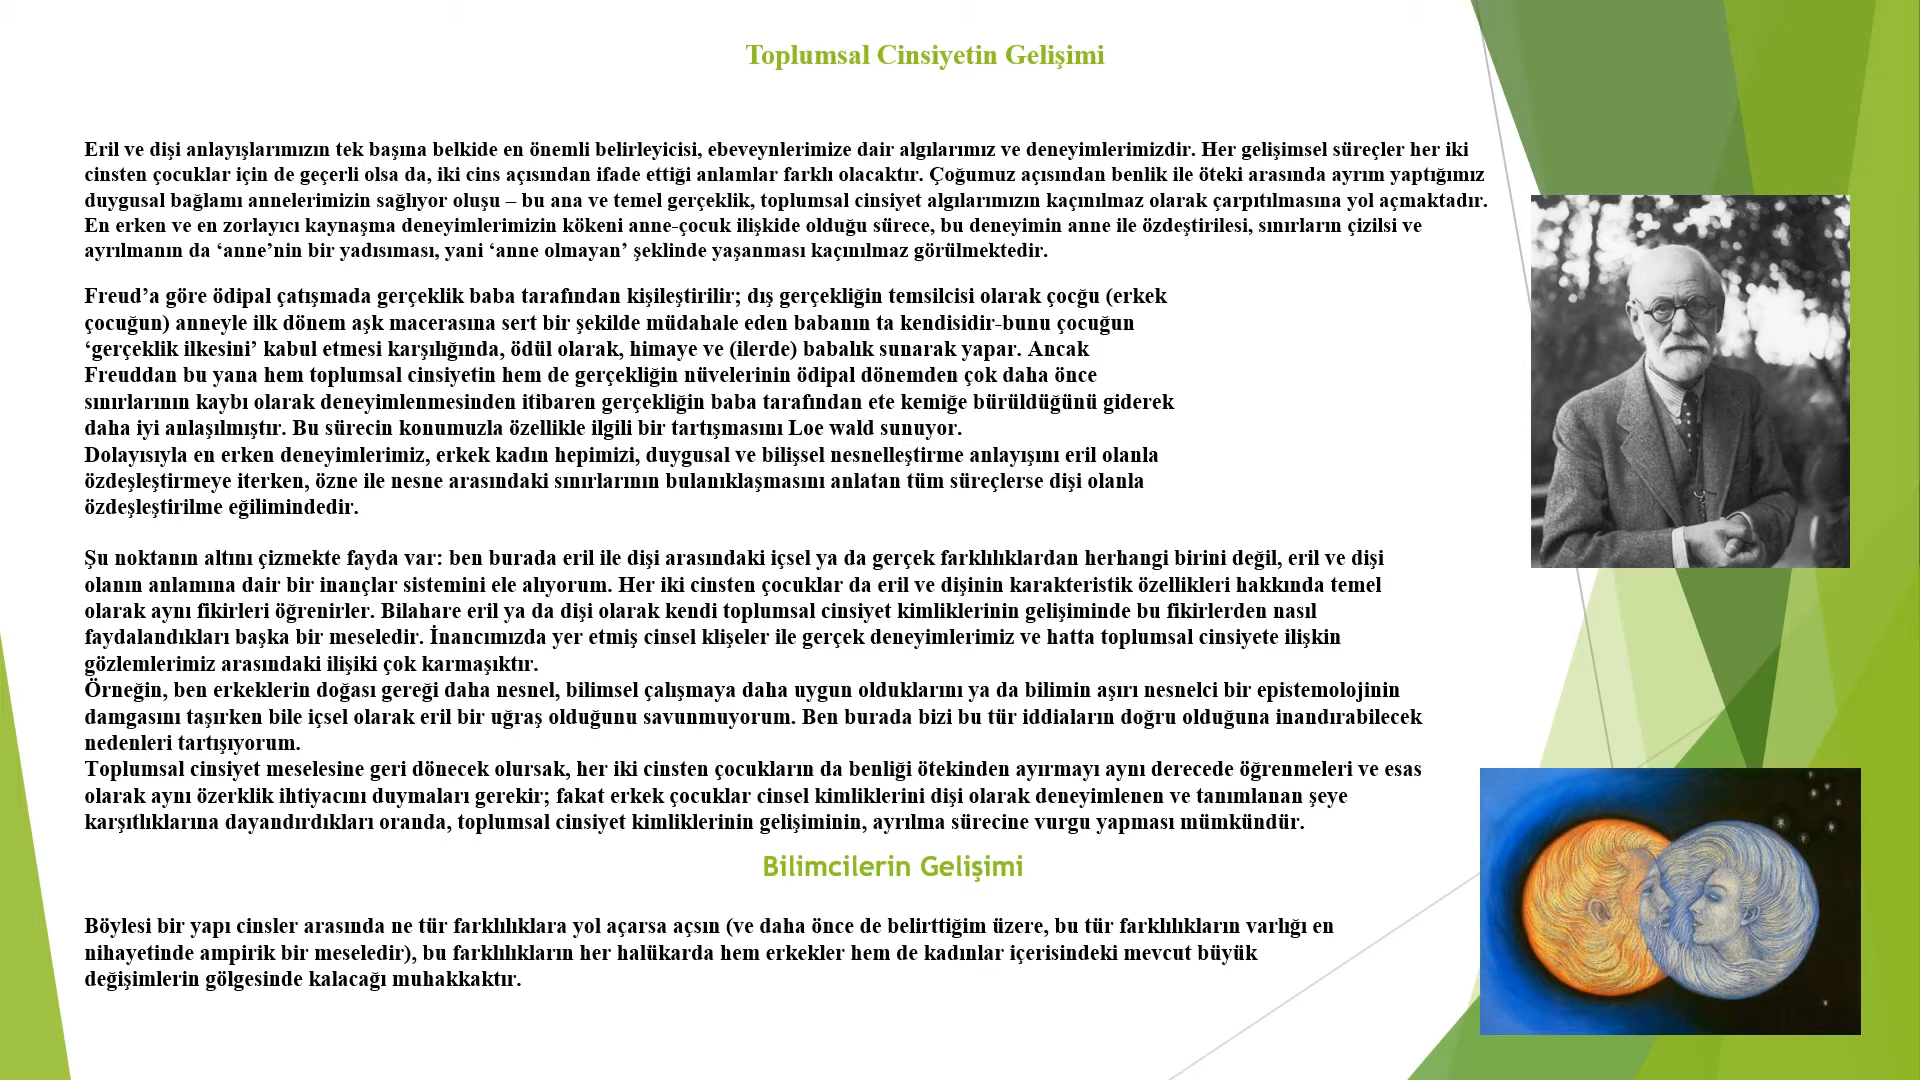 Toplumsal Cinsiyetin Gelişimi
Eril ve dişi anlayışlarımızın tek başına belkide en önemli belirleyicisi, ebeveynlerimize dair algılarımız ve deneyimlerimizdir. Her gelişimsel süreçler her iki
cinsten çocuklar için de geçerli olsa da, iki cins açısından ifade ettiği anlamlar farklı olacaktır. Çoğumuz açısından benlik ile öteki arasında ayrım yaptığımız
duygusal bağlamı annelerimizin sağlıyor oluşu – bu ana ve temel gerçeklik, toplumsal cinsiyet algılarımızın kaçınılmaz olarak çarpıtılmasına yol açmaktadır.
En erken ve en zorlayıcı kaynaşma deneyimlerimizin kökeni anne-çocuk ilişkide olduğu sürece, bu deneyimin anne ile özdeştirilesi, sınırların çizilsi ve
ayrılmanın da ‘anne’nin bir yadısıması, yani ‘anne olmayan’ şeklinde yaşanması kaçınılmaz görülmektedir.
Freud’a göre ödipal çatışmada gerçeklik baba tarafından kişileştirilir; dış gerçekliğin temsilcisi olarak çocğu (erkek
çocuğun) anneyle ilk dönem aşk macerasına sert bir şekilde müdahale eden babanın ta kendisidir-bunu çocuğun
‘gerçeklik ilkesini’ kabul etmesi karşılığında, ödül olarak, himaye ve (ilerde) babalık sunarak yapar. Ancak
Freuddan bu yana hem toplumsal cinsiyetin hem de gerçekliğin nüvelerinin ödipal dönemden çok daha önce
sınırlarının kaybı olarak deneyimlenmesinden itibaren gerçekliğin baba tarafından ete kemiğe bürüldüğünü giderek
daha iyi anlaşılmıştır. Bu sürecin konumuzla özellikle ilgili bir tartışmasını Loe wald sunuyor.
Dolayısıyla en erken deneyimlerimiz, erkek kadın hepimizi, duygusal ve bilişsel nesnelleştirme anlayışını eril olanla
özdeşleştirmeye iterken, özne ile nesne arasındaki sınırlarının bulanıklaşmasını anlatan tüm süreçlerse dişi olanla
özdeşleştirilme eğilimindedir.
Şu noktanın altını çizmekte fayda var: ben burada eril ile dişi arasındaki içsel ya da gerçek farklılıklardan herhangi birini değil, eril ve dişi
olanın anlamına dair bir inançlar sistemini ele alıyorum. Her iki cinsten çocuklar da eril ve dişinin karakteristik özellikleri hakkında temel
olarak aynı fikirleri öğrenirler. Bilahare eril ya da dişi olarak kendi toplumsal cinsiyet kimliklerinin gelişiminde bu fikirlerden nasıl
faydalandıkları başka bir meseledir. İnancımızda yer etmiş cinsel klişeler ile gerçek deneyimlerimiz ve hatta toplumsal cinsiyete ilişkin
gözlemlerimiz arasındaki ilişiki çok karmaşıktır.
Örneğin, ben erkeklerin doğası gereği daha nesnel, bilimsel çalışmaya daha uygun olduklarını ya da bilimin aşırı nesnelci bir epistemolojinin
damgasını taşırken bile içsel olarak eril bir uğraş olduğunu savunmuyorum. Ben burada bizi bu tür iddiaların doğru olduğuna inandırabilecek
nedenleri tartışıyorum.
Toplumsal cinsiyet meselesine geri dönecek olursak, her iki cinsten çocukların da benliği ötekinden ayırmayı aynı derecede öğrenmeleri ve esas
olarak aynı özerklik ihtiyacını duymaları gerekir; fakat erkek çocuklar cinsel kimliklerini dişi olarak deneyimlenen ve tanımlanan şeye
karşıtlıklarına dayandırdıkları oranda, toplumsal cinsiyet kimliklerinin gelişiminin, ayrılma sürecine vurgu yapması mümkündür.
Bilimcilerin Gelişimi
Böylesi bir yapı cinsler arasında ne tür farklılıklara yol açarsa açsın (ve daha önce de belirttiğim üzere, bu tür farklılıkların varlığı en
nihayetinde ampirik bir meseledir), bu farklılıkların her halükarda hem erkekler hem de kadınlar içerisindeki mevcut büyük
değişimlerin gölgesinde kalacağı muhakkaktır.